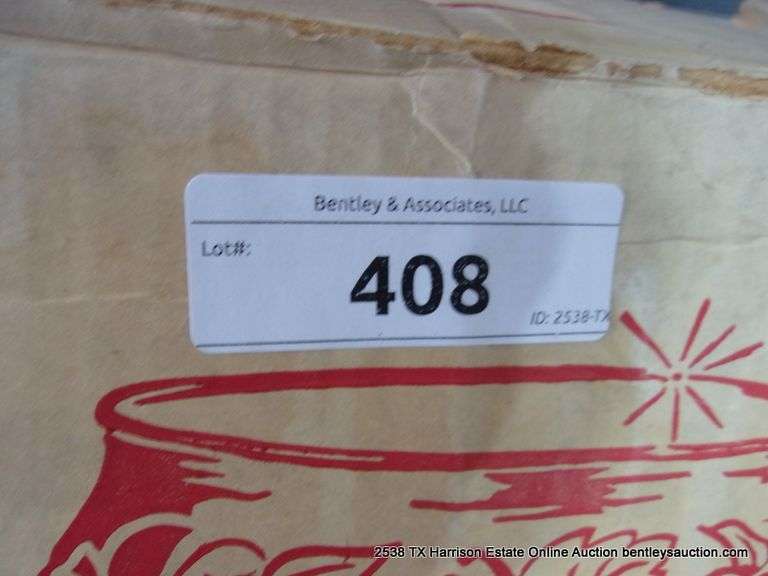 Bentley & Associates, LLC
Lot#:
408
ID: 2538-TX
2538 TX Harrison Estate Online Auction bentleysauction.com